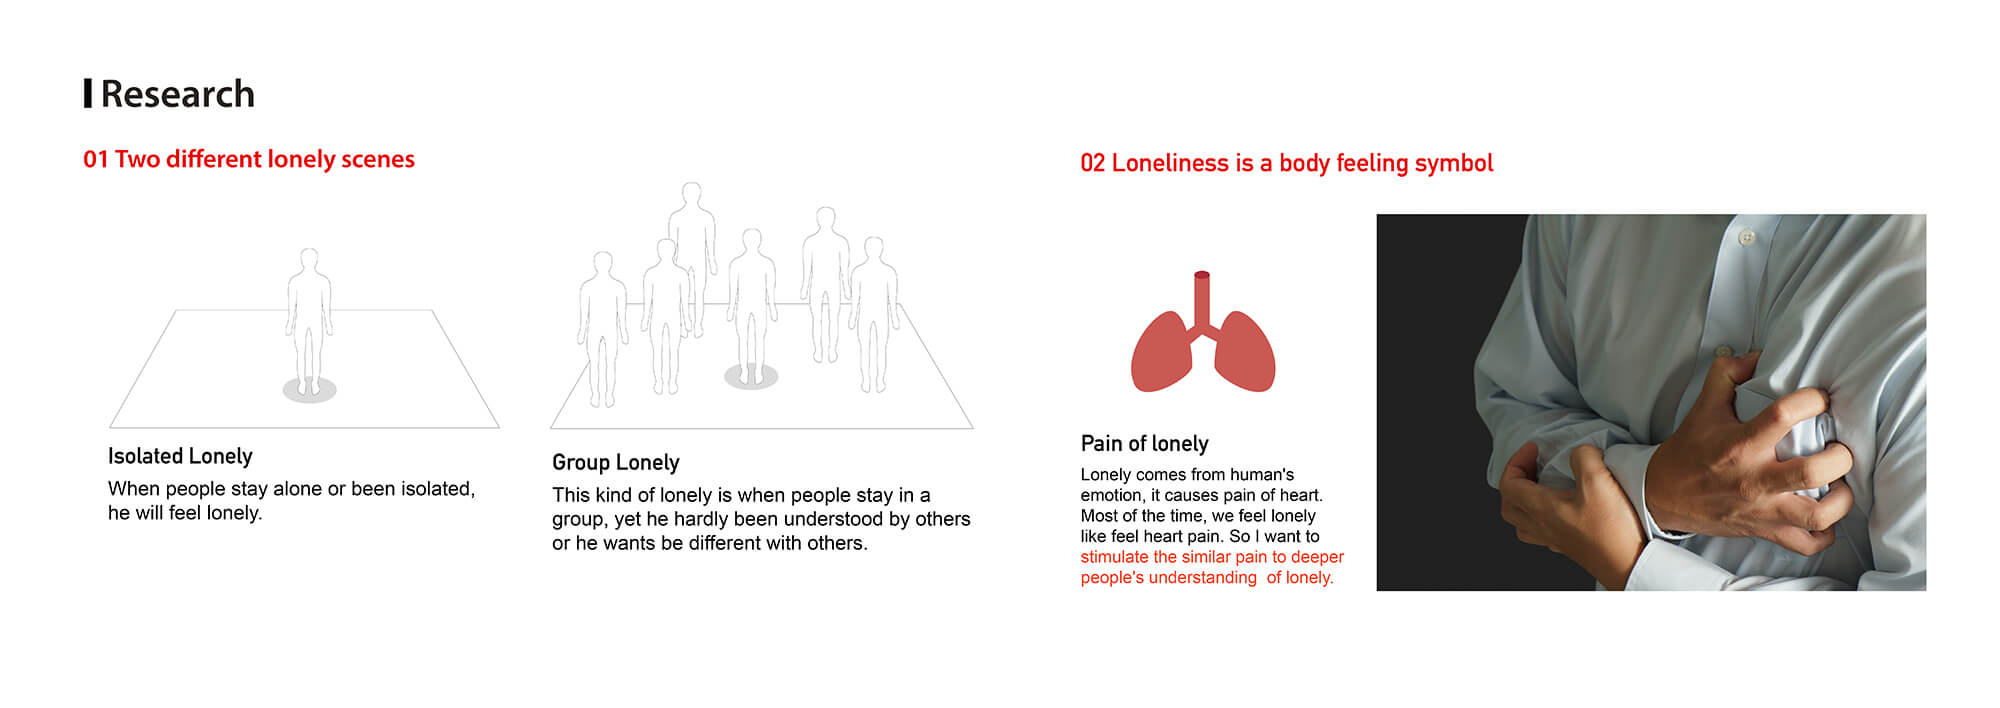 Research
01 Two different lonely scenes
Isolated Lonely
When people stay alone or been isolated,
he will feel lonely.
Group Lonely
This kind of lonely is when people stay in a
group, yet he hardly been understood by others
or he wants be different with others.
02 Loneliness is a body feeling symbol
Pain of lonely
Lonely comes from human's
emotion, it causes pain of heart.
Most of the time, we feel lonely
like feel heart pain. So I want to
stimulate the similar pain to deeper
people's understanding  of lonely.